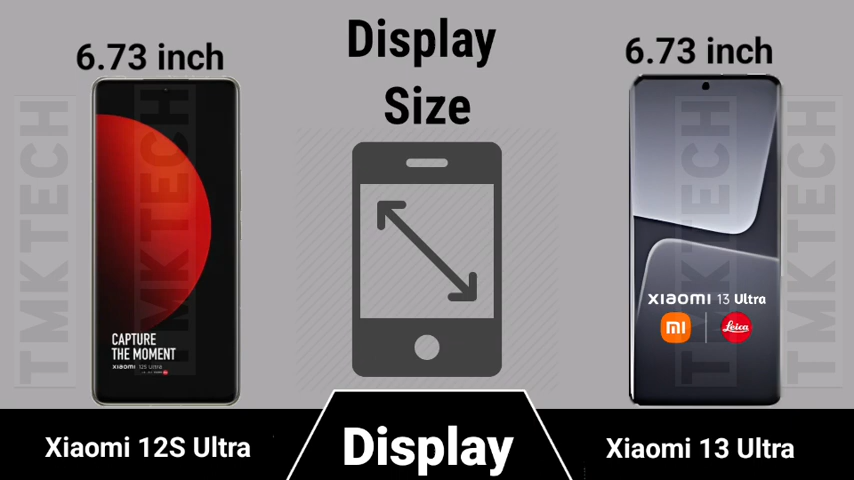 6.73 inch
Display
Size
6.73 inch
TMKTECH
TMKTECH
TMKTECH
TMKTECH
CAPTURE
THE MOMENT
xiaomi 12S Ultra
xiaomi 13 Ultra
mi
Leica
Xiaomi 12S Ultra
Display
Xiaomi 13 Ultra